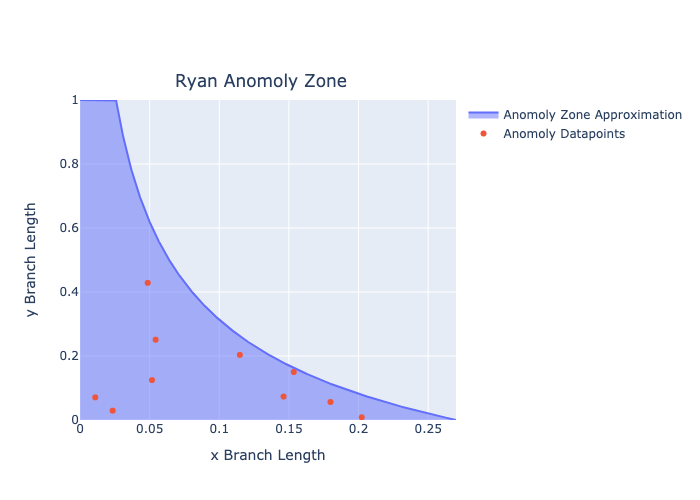 Ryan Anomoly Zone
Anomoly Zone Approximation
Anomoly Datapoints
y Branch Length
1
0.8
0.6
0.4
0.2
0
0
0.05
0.1
0.15
0.2
0.25
x Branch Length